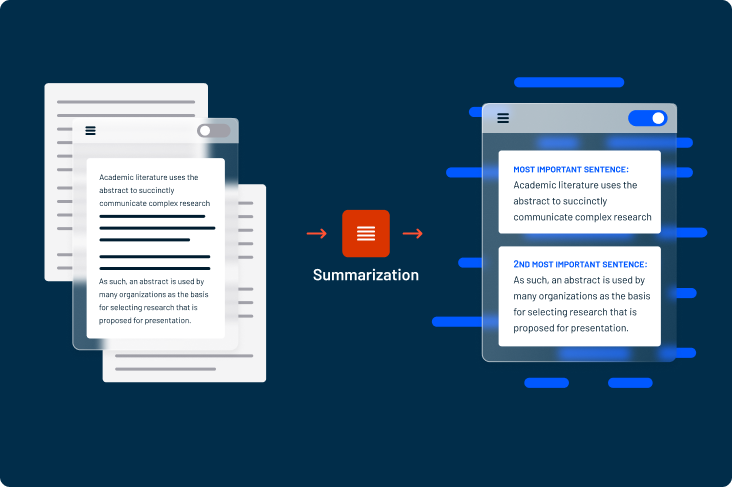 Academic literature uses the
abstract to succinctly
communicate complex research
As such, an abstract is used by
many organizations as the basis
for selecting research that is
proposed for presentation.
Summarization
MOST IMPORTANT SENTENCE:
Academic literature uses the
abstract to succinctly
communicate complex research
2ND MOST IMPORTANT SENTENCE:
As such, an abstract is used by
many organizations as the basis
for selecting research that is
proposed for presentation.